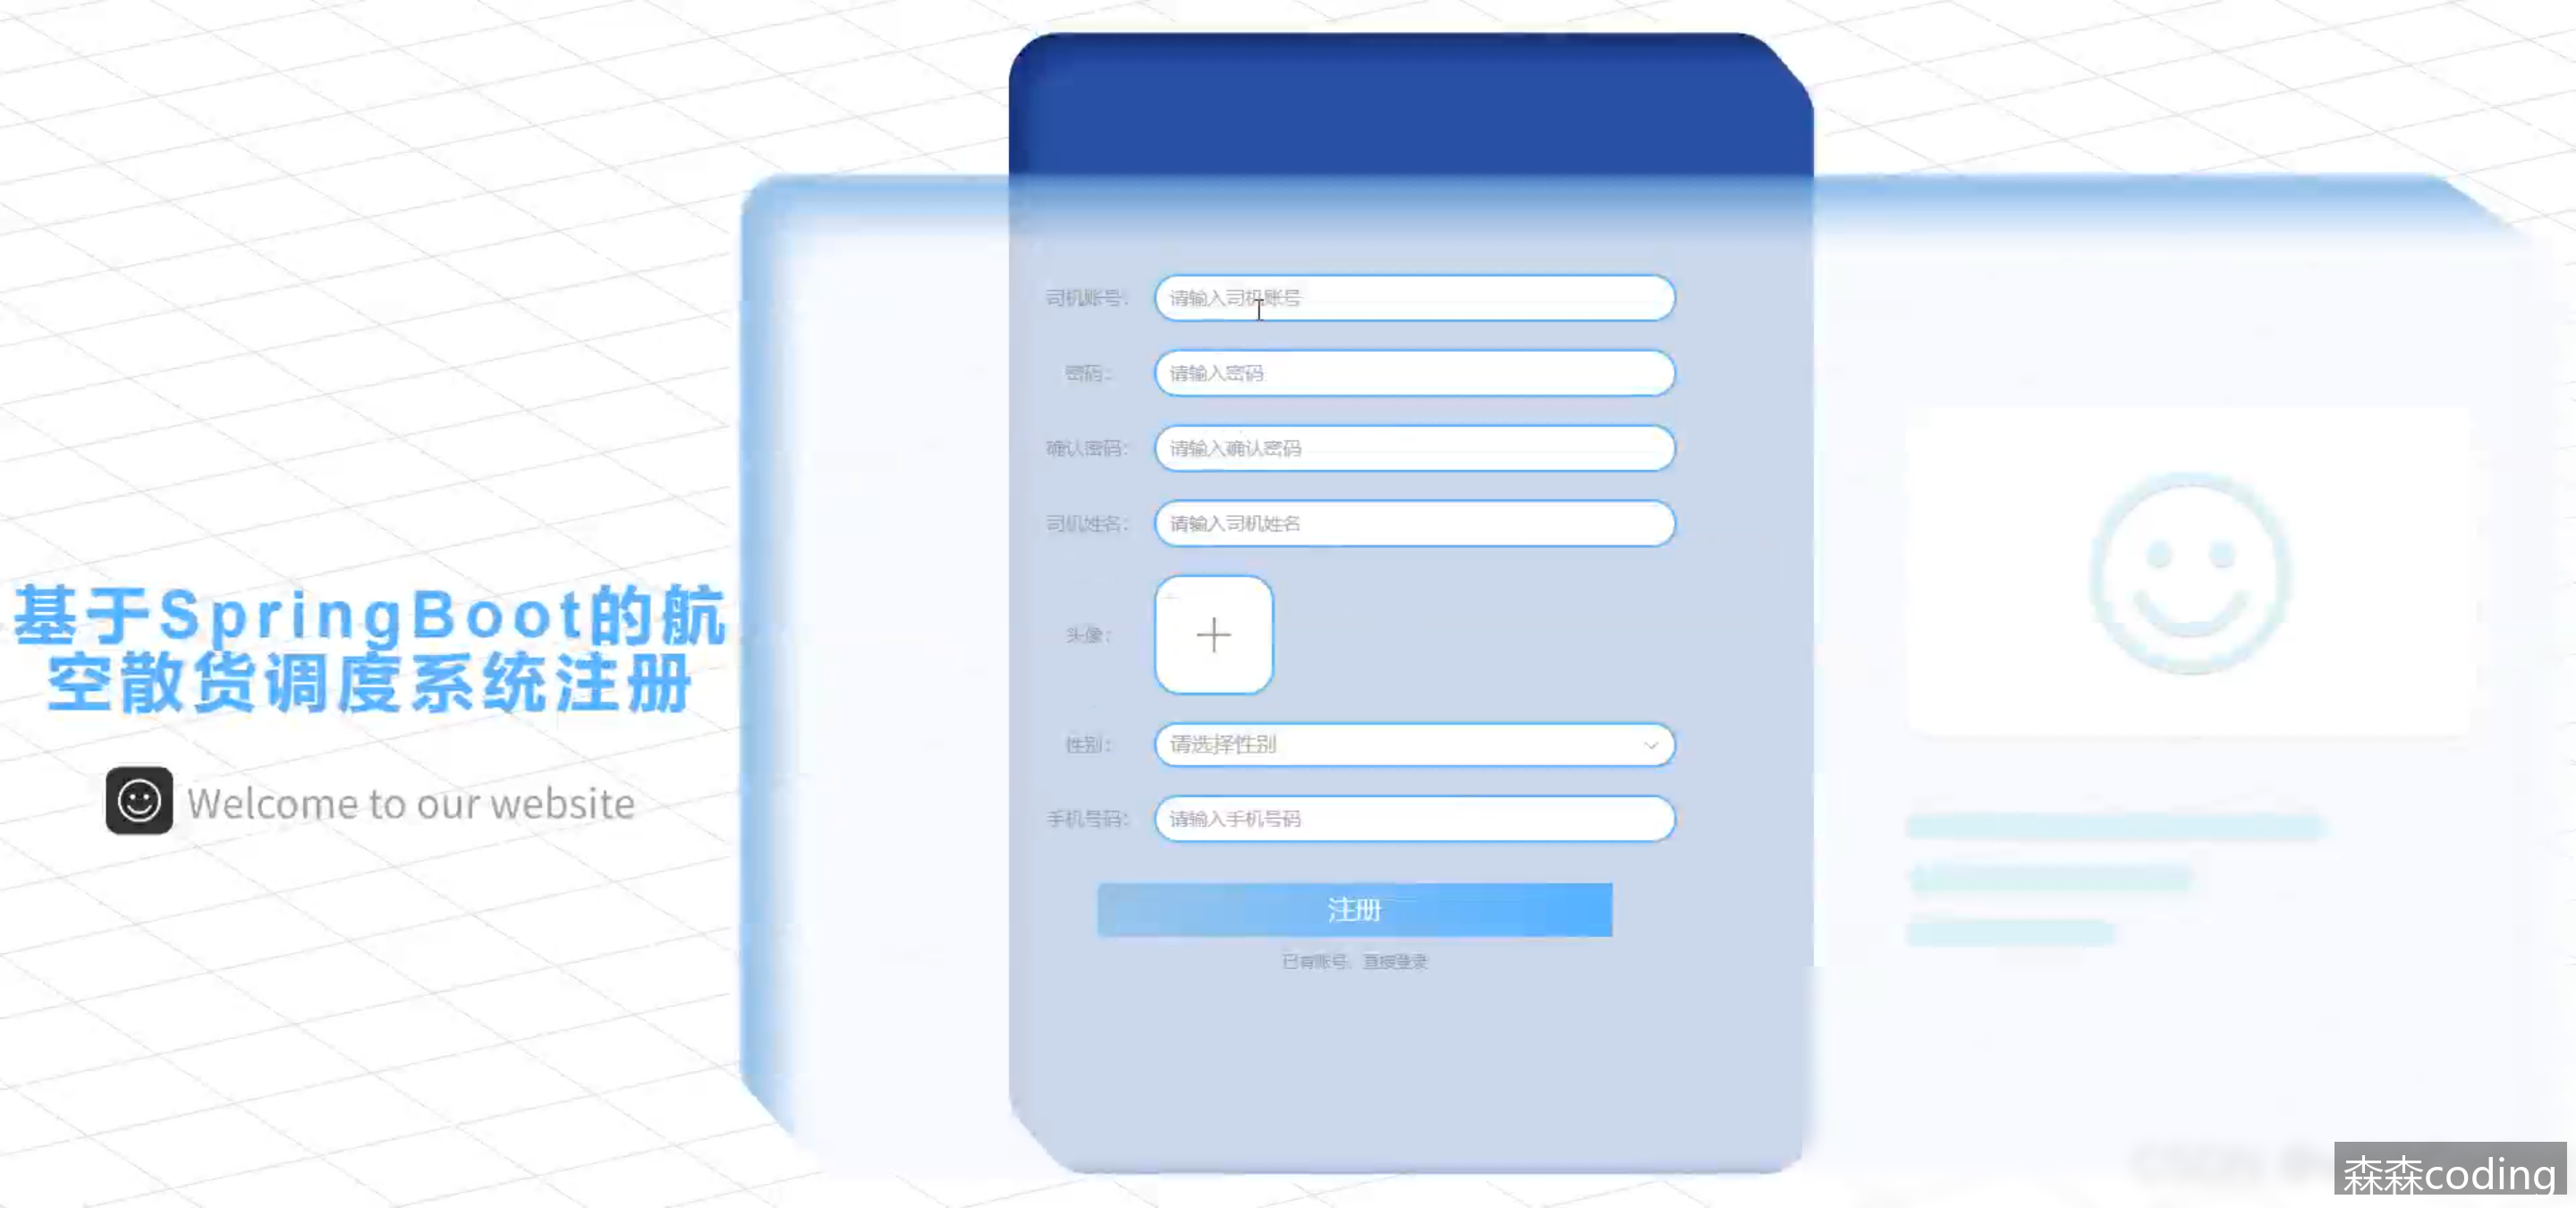 基于SpringBoot的航
空散货调度系统注册
Welcome to our website
司机账号：
请输入司机账号
密码：
请输入密码
确认密码：
请输入确认密码
司机姓名：
请输入司机姓名
头像：
性别：
请选择性别
手机号码：
请输入手机号码
注册
已有账号，直接登录
森森coding